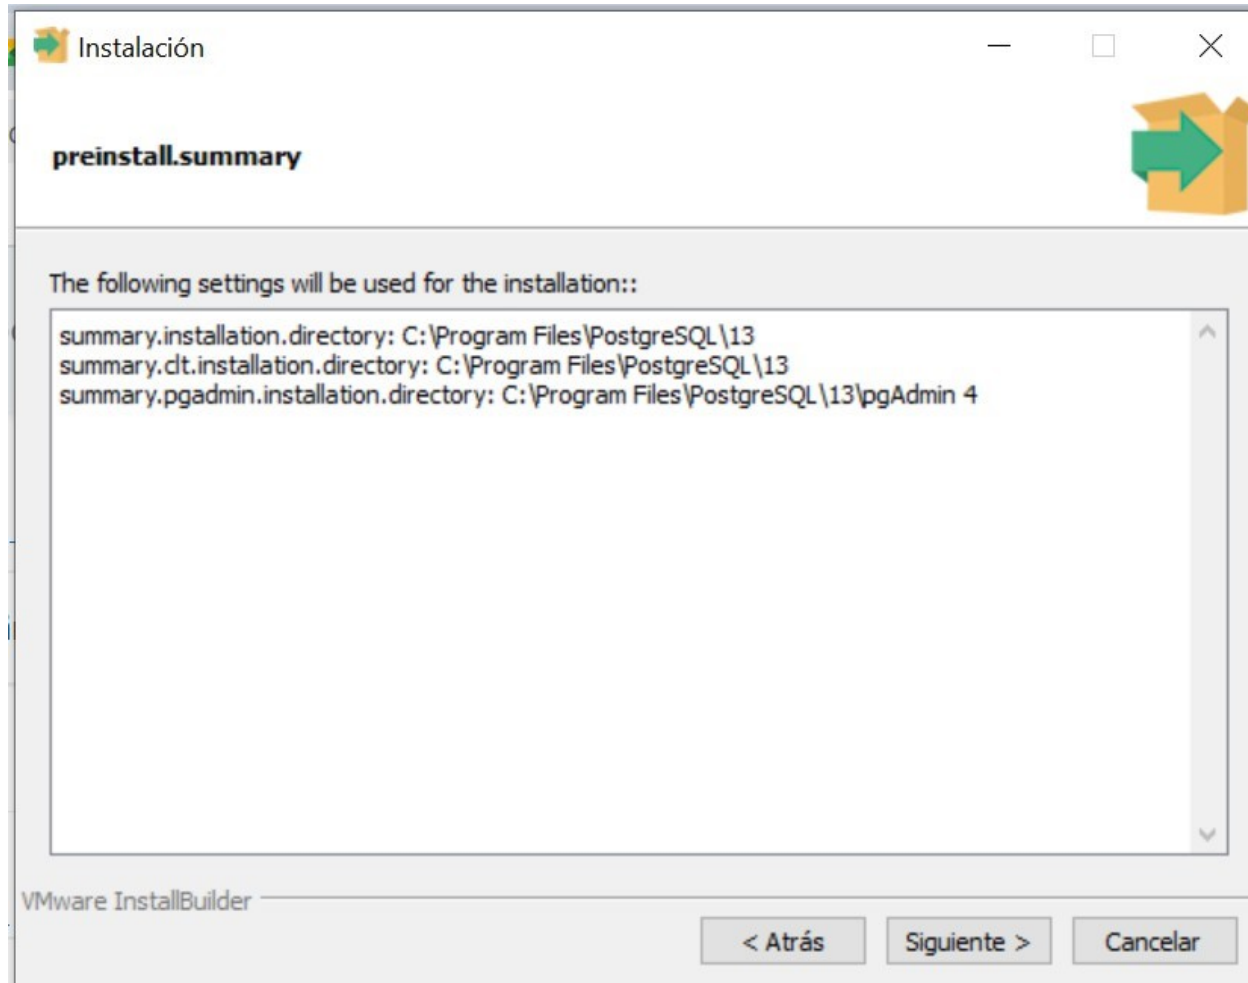 Instalación
preinstall.summary
The following settings will be used for the installation::
summary.installation.directory: C:\Program Files\PostgreSQL\13
summary.clt.installation.directory: C:\Program Files\PostgreSQL\13
summary.pgadmin.installation.directory: C:\Program Files\PostgreSQL\13\pgAdmin 4
VMware InstallBuilder
< Atrás
Siguiente >
Cancelar